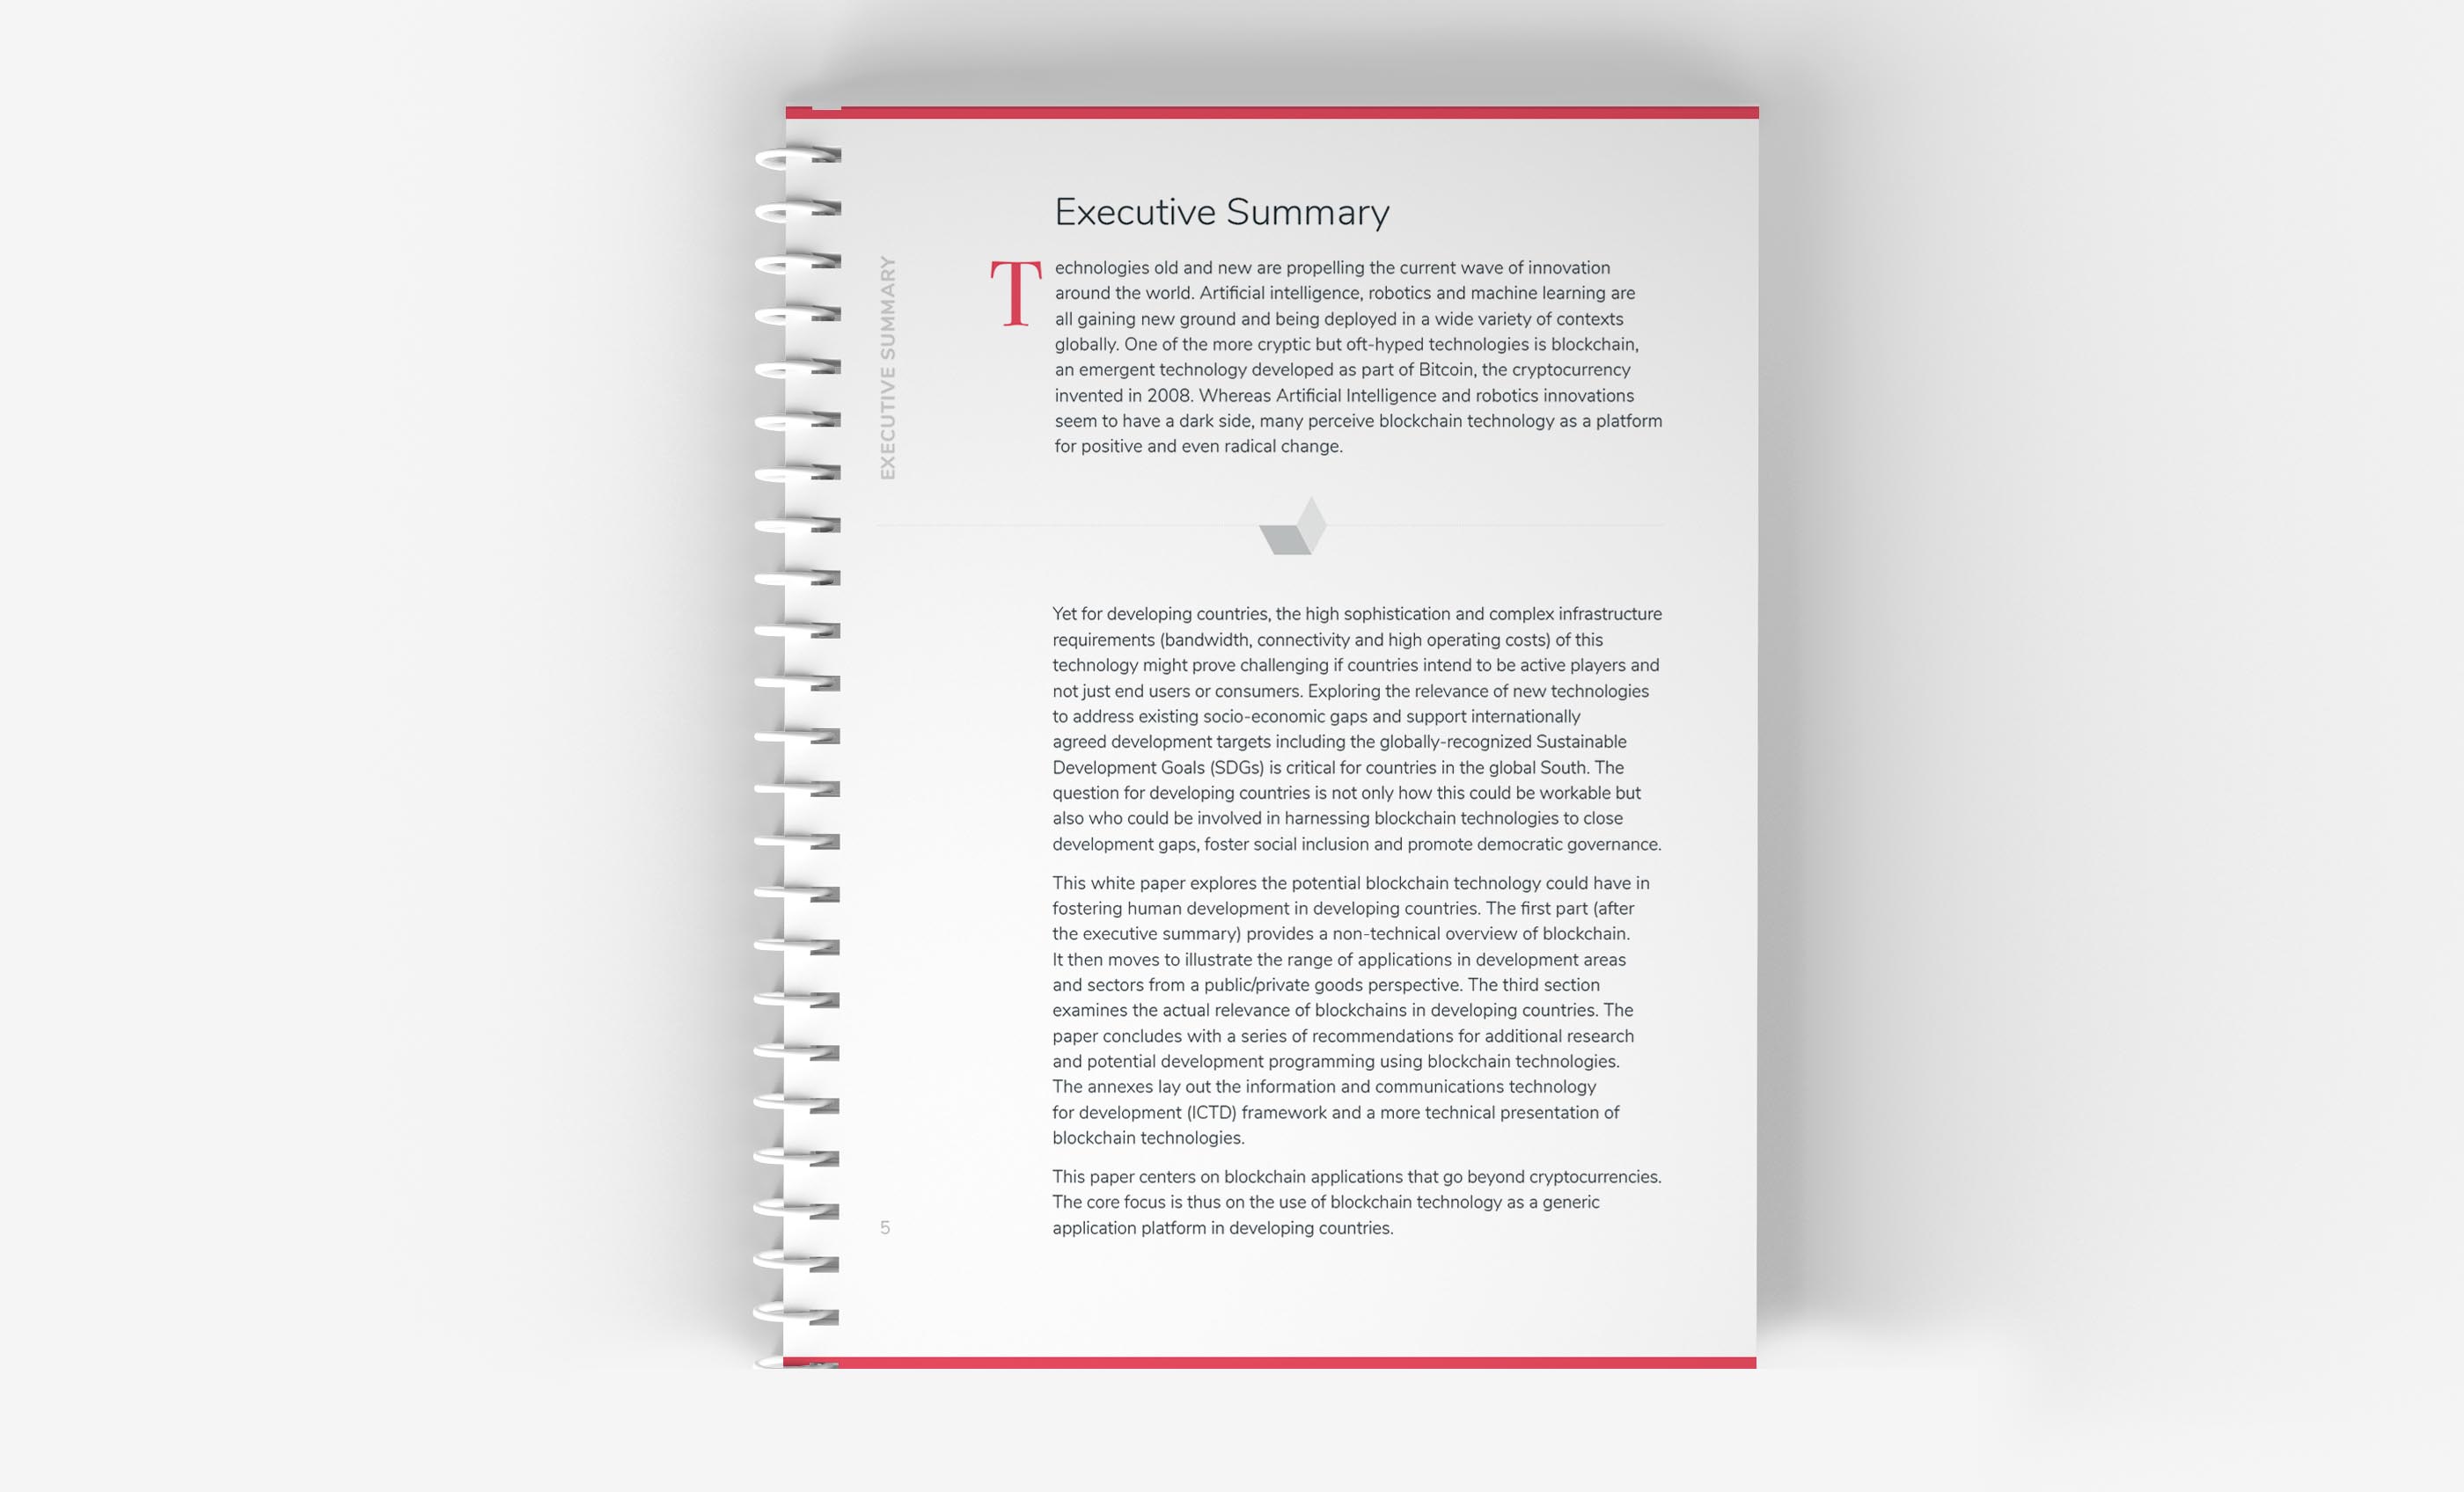 Executive Summary
EXECUTIVE SUMMARY
Technologies old and new are propelling the current wave of innovation
around the world. Artificial intelligence, robotics and machine learning are
all gaining new ground and being deployed in a wide variety of contexts
globally. One of the more cryptic but oft-hyped technologies is blockchain,
an emergent technology developed as part of Bitcoin, the cryptocurrency
invented in 2008. Whereas Artificial Intelligence and robotics innovations
seem to have a dark side, many perceive blockchain technology as a platform
for positive and even radical change.
Yet for developing countries, the high sophistication and complex infrastructure
requirements (bandwidth, connectivity and high operating costs) of this
technology might prove challenging if countries intend to be active players and
not just end users or consumers. Exploring the relevance of new technologies
to address existing socio-economic gaps and support internationally
agreed development targets including the globally-recognized Sustainable
Development Goals (SDGs) is critical for countries in the global South. The
question for developing countries is not only how this could be workable but
also who could be involved in harnessing blockchain technologies to close
development gaps, foster social inclusion and promote democratic governance.
This white paper explores the potential blockchain technology could have in
fostering human development in developing countries. The first part (after
the executive summary) provides a non-technical overview of blockchain.
It then moves to illustrate the range of applications in development areas
and sectors from a public/private goods perspective. The third section
examines the actual relevance of blockchains in developing countries. The
paper concludes with a series of recommendations for additional research
and potential development programming using blockchain technologies.
The annexes lay out the information and communications technology
for development (ICTD) framework and a more technical presentation of
blockchain technologies.
This paper centers on blockchain applications that go beyond cryptocurrencies.
The core focus is thus on the use of blockchain technology as a generic
application platform in developing countries.
5